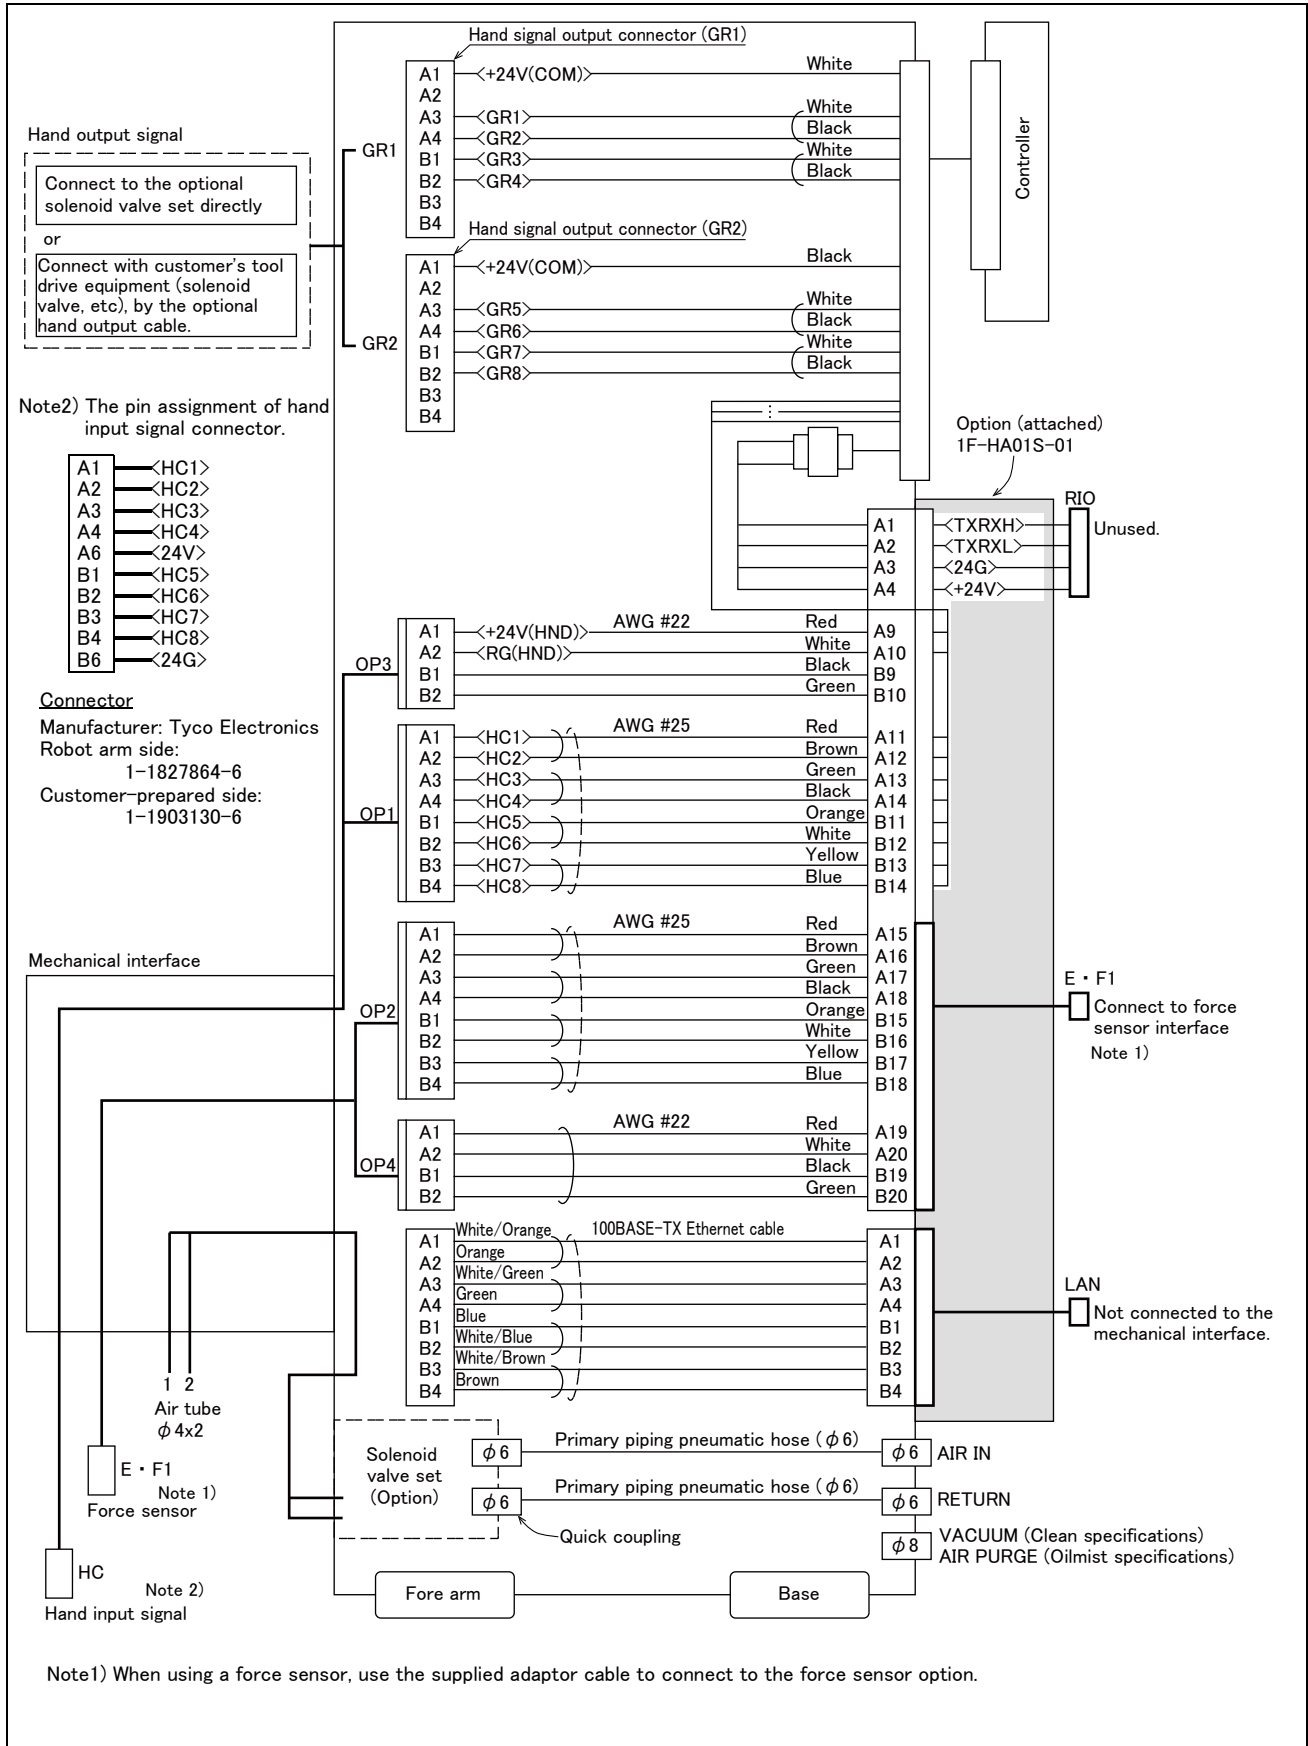 Hand signal output connector (GR1)
A1 <+24V(COM)> White
A2
A3 <GR1> White
A4 <GR2> Black
B1 <GR3> White
B2 <GR4> Black
B3
B4
GR1
Controller
Hand output signal
Connect to the optional
solenoid valve set directly
or
Connect with customer's tool
drive equipment (solenoid
valve, etc), by the optional
hand output cable.
Hand signal output connector (GR2)
A1 <+24V(COM)> Black
A2
A3 <GR5> White
A4 <GR6> Black
B1 <GR7> White
B2 <GR8> Black
B3
B4
GR2
Note2) The pin assignment of hand
input signal connector.
A1 <HC1>
A2 <HC2>
A3 <HC3>
A4 <HC4>
A6 <24V>
B1 <HC5>
B2 <HC6>
B3 <HC7>
B4 <HC8>
B6 <24G>
Connector
Manufacturer: Tyco Electronics
Robot arm side:
1-1827864-6
Customer-prepared side:
1-1903130-6
Option (attached)
1F-HA01S-01
RIO
A1 <TXRXH>
A2 <TXRXL>
A3 <24G>
A4 <+24V>
Unused.
OP3
A1 <+24V(HND)> AWG #22 Red A9
A2 <RG(HND)> White A10
B1 Black B9
B2 Green B10
OP1
A1 <HC1> AWG #25 Red A11
A2 <HC2> Brown A12
A3 <HC3> Green A13
A4 <HC4> Black A14
B1 <HC5> Orange B11
B2 <HC6> White B12
B3 <HC7> Yellow B13
B4 <HC8> Blue B14
Mechanical interface
OP2
A1 AWG #25 Red A15
A2 Brown A16
A3 Green A17
A4 Black A18
B1 Orange B15
B2 White B16
B3 Yellow B17
B4 Blue B18
E・F1
Connect to force
sensor interface
Note 1)
OP4
A1 AWG #22 Red A19
A2 White A20
B1 Black B19
B2 Green B20
A1 White/Orange 100BASE-TX Ethernet cable A1
A2 Orange A2
A3 White/Green A3
A4 Green A4
B1 Blue B1
B2 White/Blue B2
B3 White/Brown B3
B4 Brown B4
LAN
Not connected to the
mechanical interface.
1 2
Air tube
φ4x2
E・F1
Note 1)
Force sensor
HC
Note 2)
Hand input signal
Solenoid
valve set
(Option)
φ6 Primary piping pneumatic hose (φ6) φ6 AIR IN
φ6 Primary piping pneumatic hose (φ6) φ6 RETURN
Quick coupling
φ8 VACUUM (Clean specifications)
AIR PURGE (Oilmist specifications)
Fore arm
Base
Note1) When using a force sensor, use the supplied adaptor cable to connect to the force sensor option.